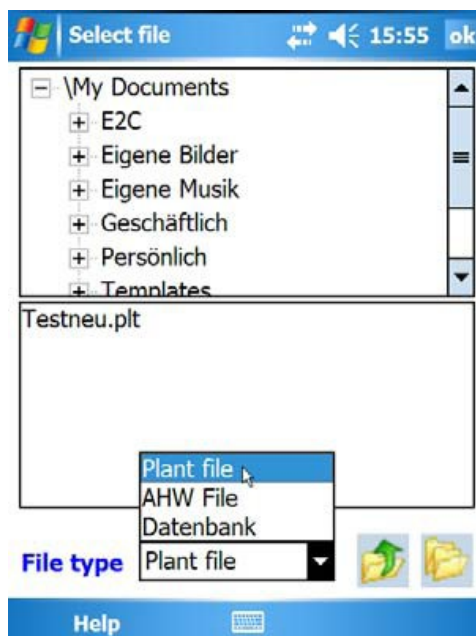 Select file 15:55 ok
\My Documents
E2C
Eigene Bilder
Eigene Musik
Geschäftlich
Persönlich
Templates
Testneu.plt
Plant file
AHW File
Datenbank
File type Plant file
Help